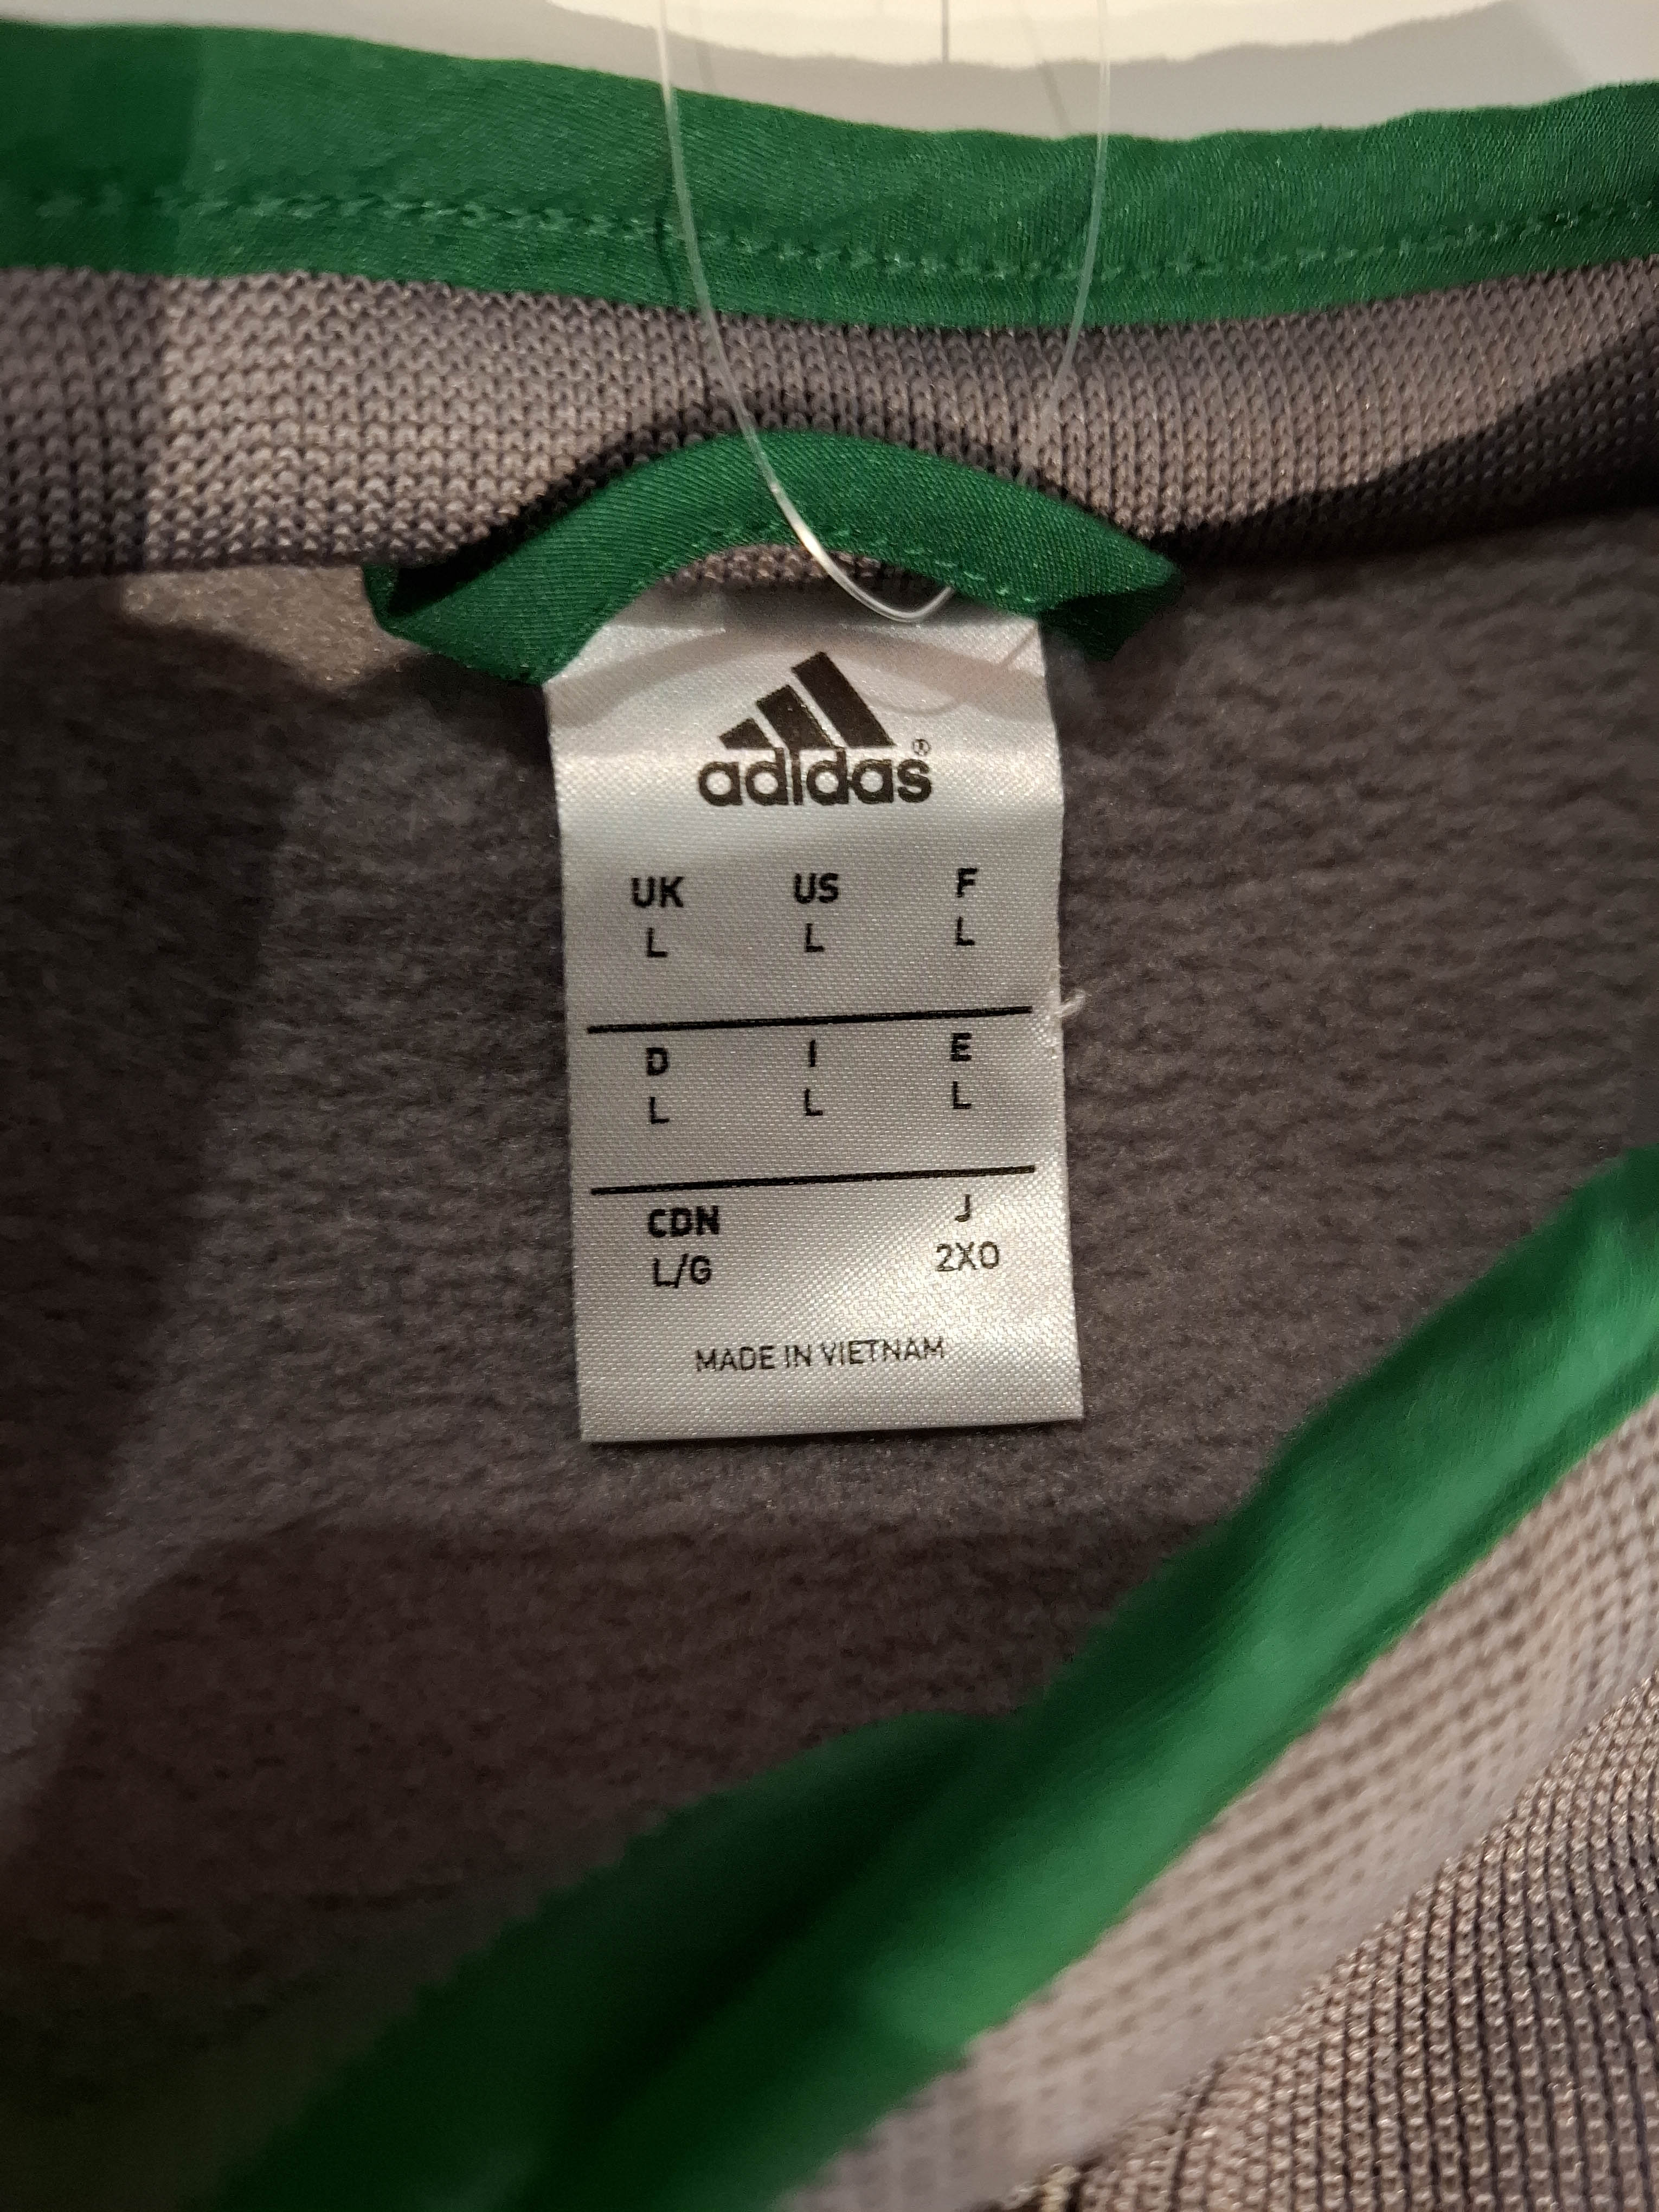 adidas®
UK US F
L L L
D I E
L L L
CDN J
L/G 2XO
MADE IN VIETNAM